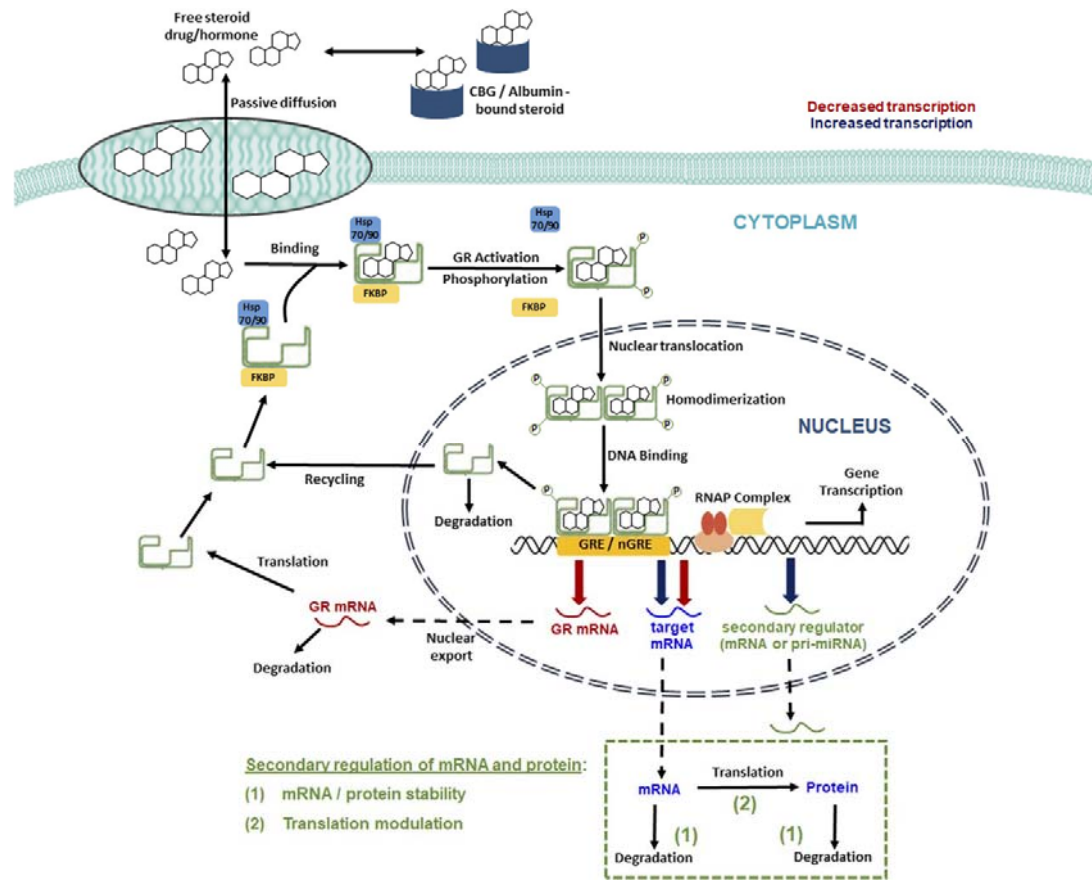 Free steroid
drug/hormone
CBG / Albumin -
bound steroid
Passive diffusion
Decreased transcription
Increased transcription
CYTOPLASM
Hsp
70/90
Hsp
70/90
Binding
GR Activation
Phosphorylation
P
P
FKBP
FKBP
Hsp
70/90
FKBP
Nuclear translocation
P
P
P
P
Homodimerization
NUCLEUS
DNA Binding
Recycling
Degradation
P
P
RNAP Complex
Gene
Transcription
GRE / nGRE
Translation
GR mRNA
Degradation
Nuclear
export
GR mRNA
target
mRNA
secondary regulator
(mRNA or pri-miRNA)
Secondary regulation of mRNA and protein:
(1) mRNA / protein stability
(2) Translation modulation
mRNA
Translation
(2)
Protein
(1)
(1)
Degradation
Degradation